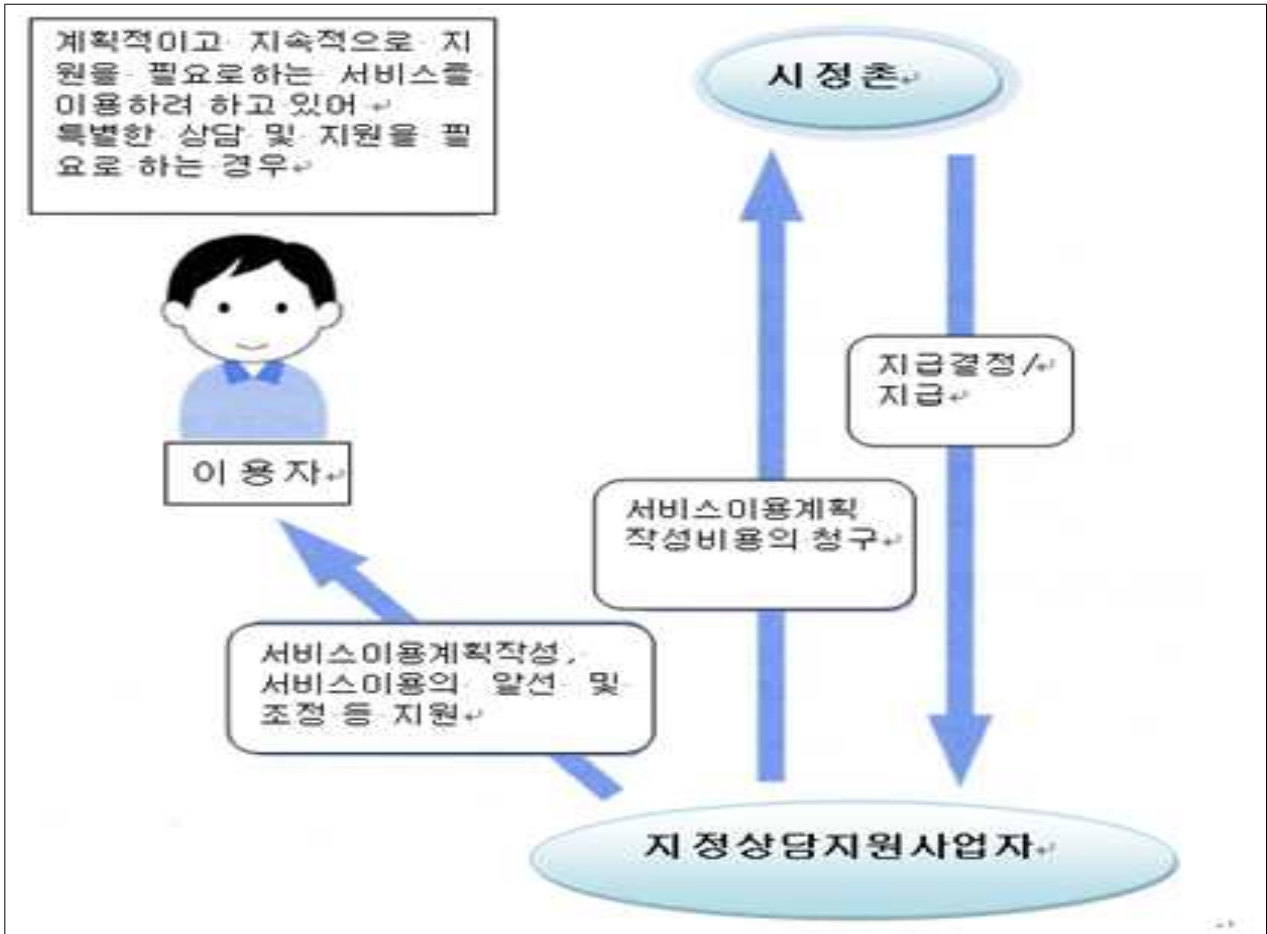 계획적이고 지속적으로 지
원을 필요로하는 서비스를
이용하려 하고 있어
특별한 상담 및 지원을 필
요로 하는 경우
시정촌
지급결정/
지급
이용자
서비스이용계획
작성비용의 청구
서비스이용계획작성,
서비스이용의 알선 및
조정 등 지원
지정상담지원사업자